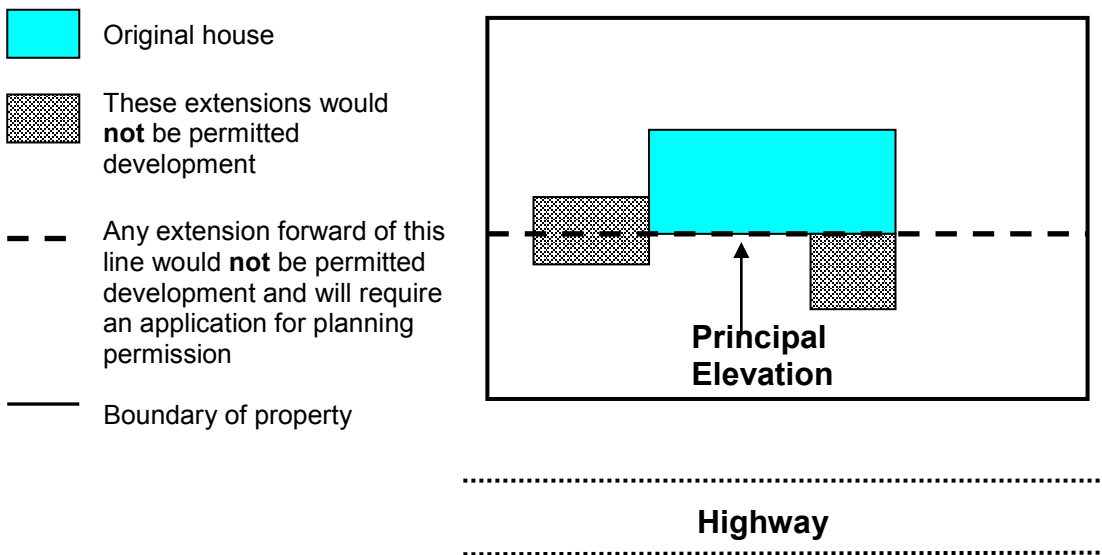 Original house
These extensions would
not be permitted
development
Any extension forward of this
line would not be permitted
development and will require
an application for planning
permission
Boundary of property
Principal
Elevation
Highway